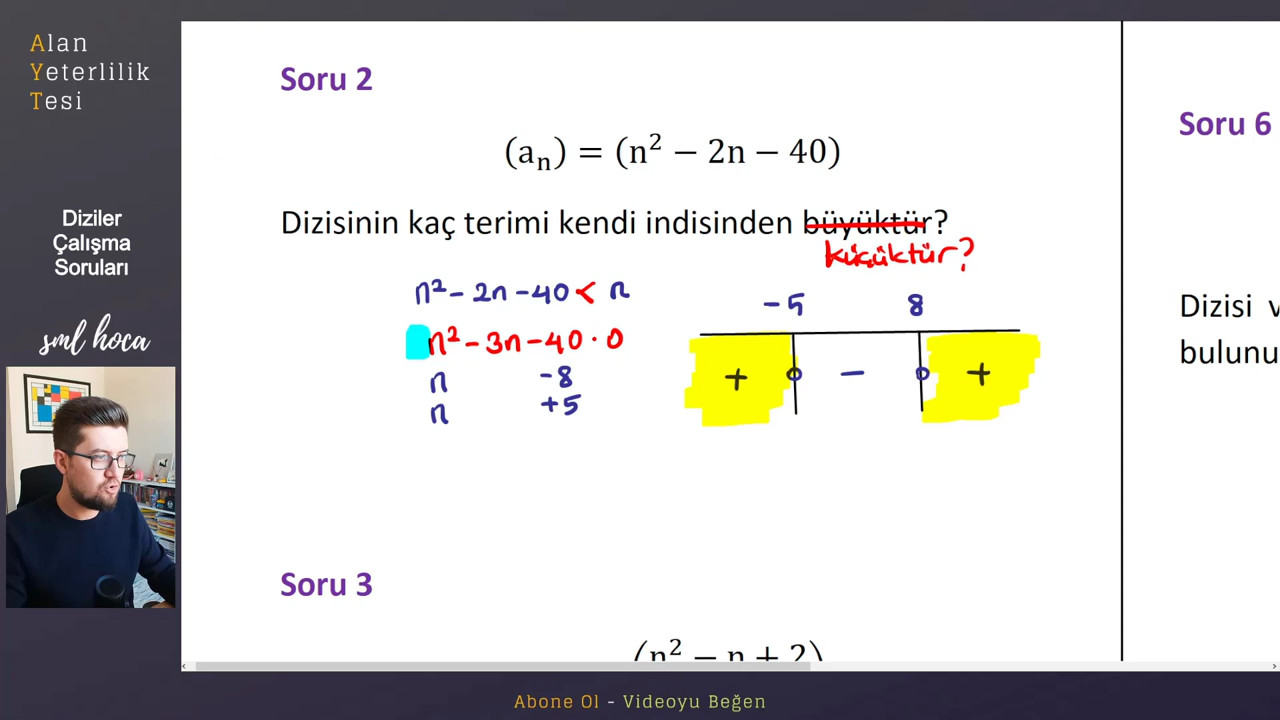 Alan
Yeterlilik
Tesi
Diziler
Çalışma
Soruları
sml hoca
Soru 2
(aₙ) = (n² − 2n − 40)
Dizisinin kaç terimi kendi indisinden büyüktür?
küçüktür?
n² − 2n − 40 < n
n² − 3n − 40 · 0
n −8
n +5
−5 8
+ − +
Soru 3
(n² − n + 2)
Soru 6
Dizisi v
bulunu
Abone Ol - Videoyu Beğen